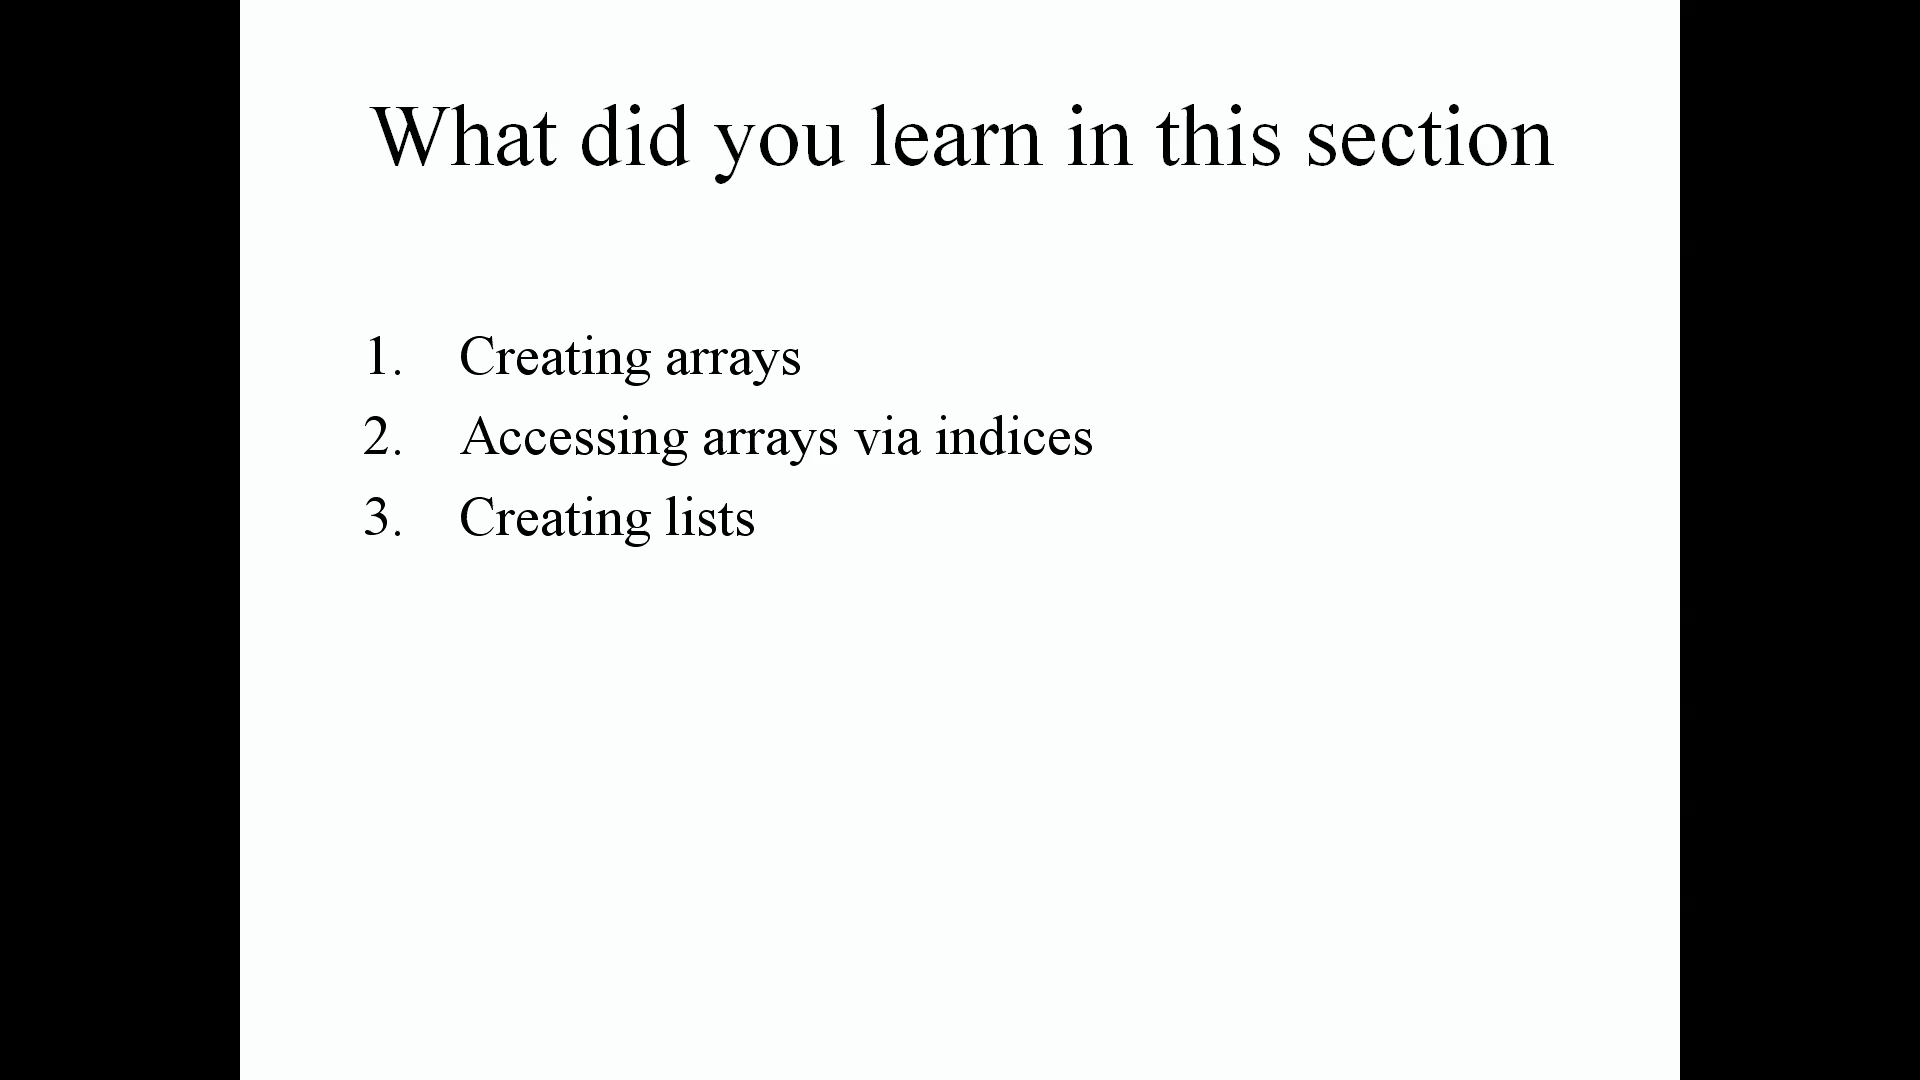 What did you learn in this section
1. Creating arrays
2. Accessing arrays via indices
3. Creating lists